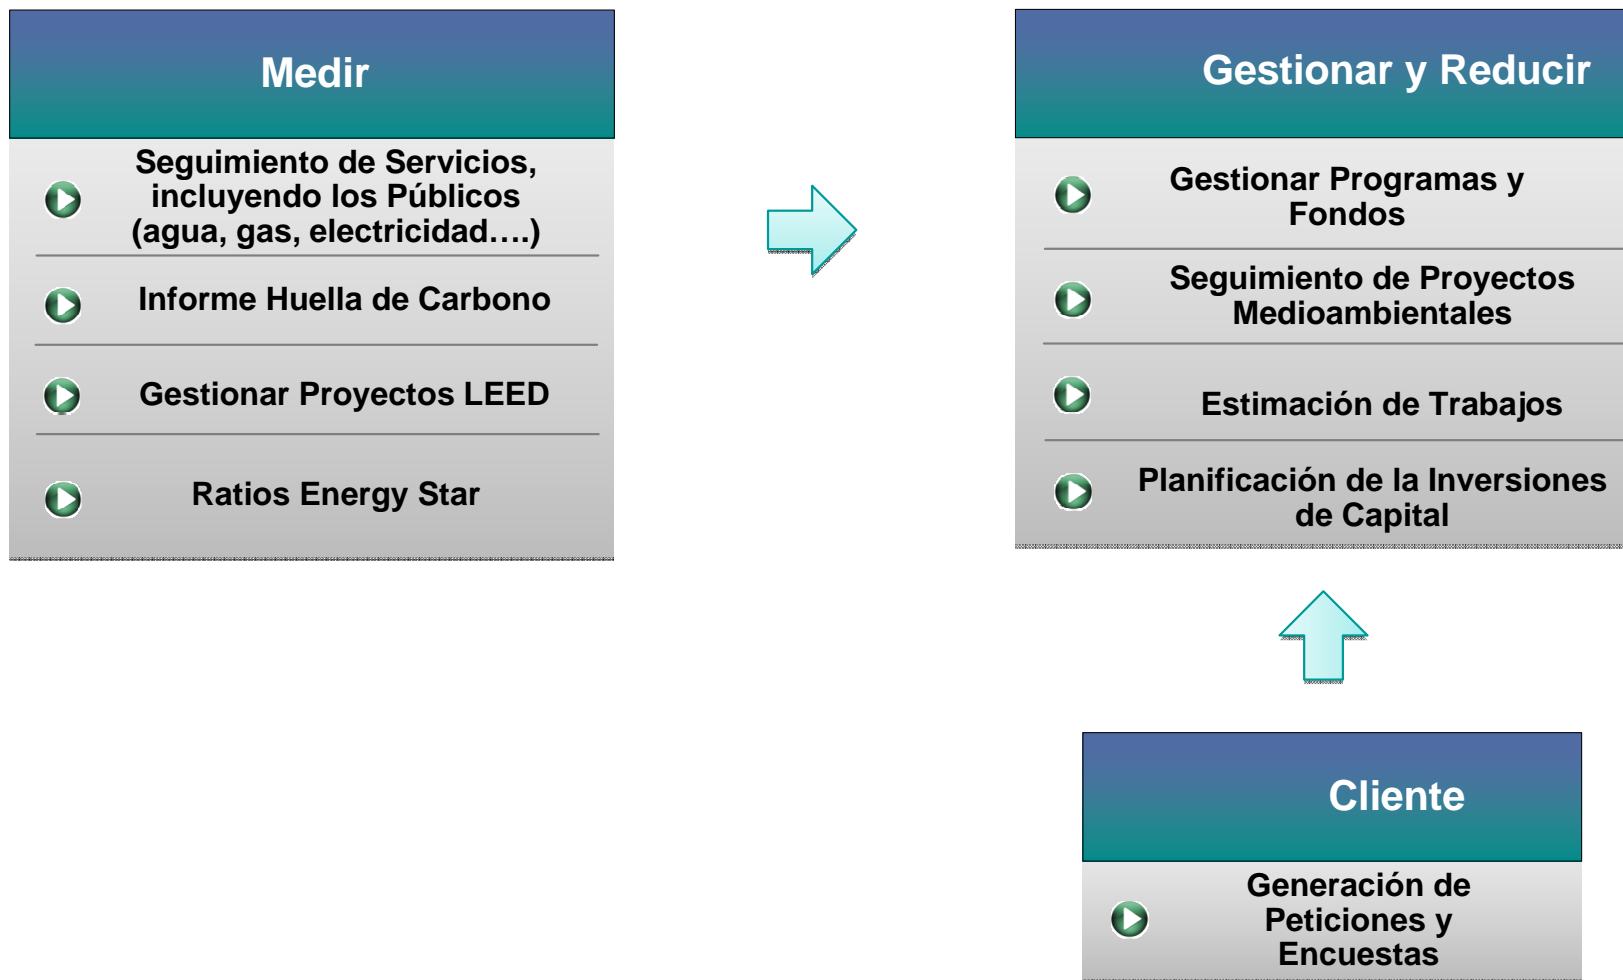 Medir
Seguimiento de Servicios,
incluyendo los Públicos
(agua, gas, electricidad….)
Informe Huella de Carbono
Gestionar Proyectos LEED
Ratios Energy Star
Gestionar y Reducir
Gestionar Programas y
Fondos
Seguimiento de Proyectos
Medioambientales
Estimación de Trabajos
Planificación de la Inversiones
de Capital
Cliente
Generación de
Peticiones y
Encuestas